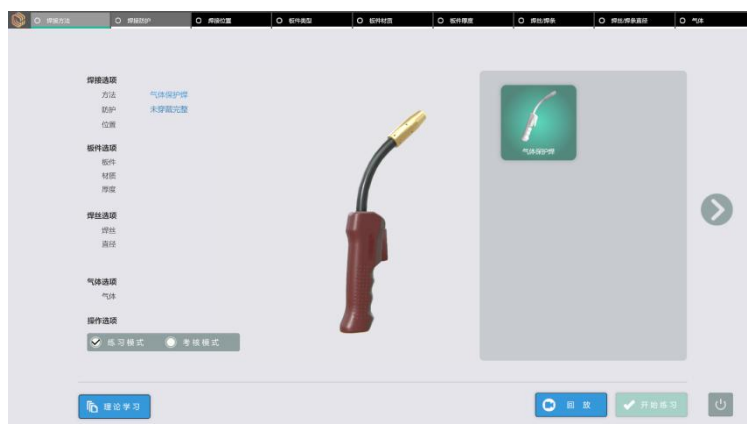 焊接方法 焊接防护 焊接位置 板件类型 板件材质 板件厚度 焊丝/焊条 焊丝/焊条直径 气体
焊接选项
方法 气体保护焊
防护 未穿戴完整
位置
气体保护焊
板件选项
板件
材质
厚度
焊丝选项
焊丝
直径
气体选项
气体
操作选项
练习模式 考核模式
理论学习
回放
开始练习